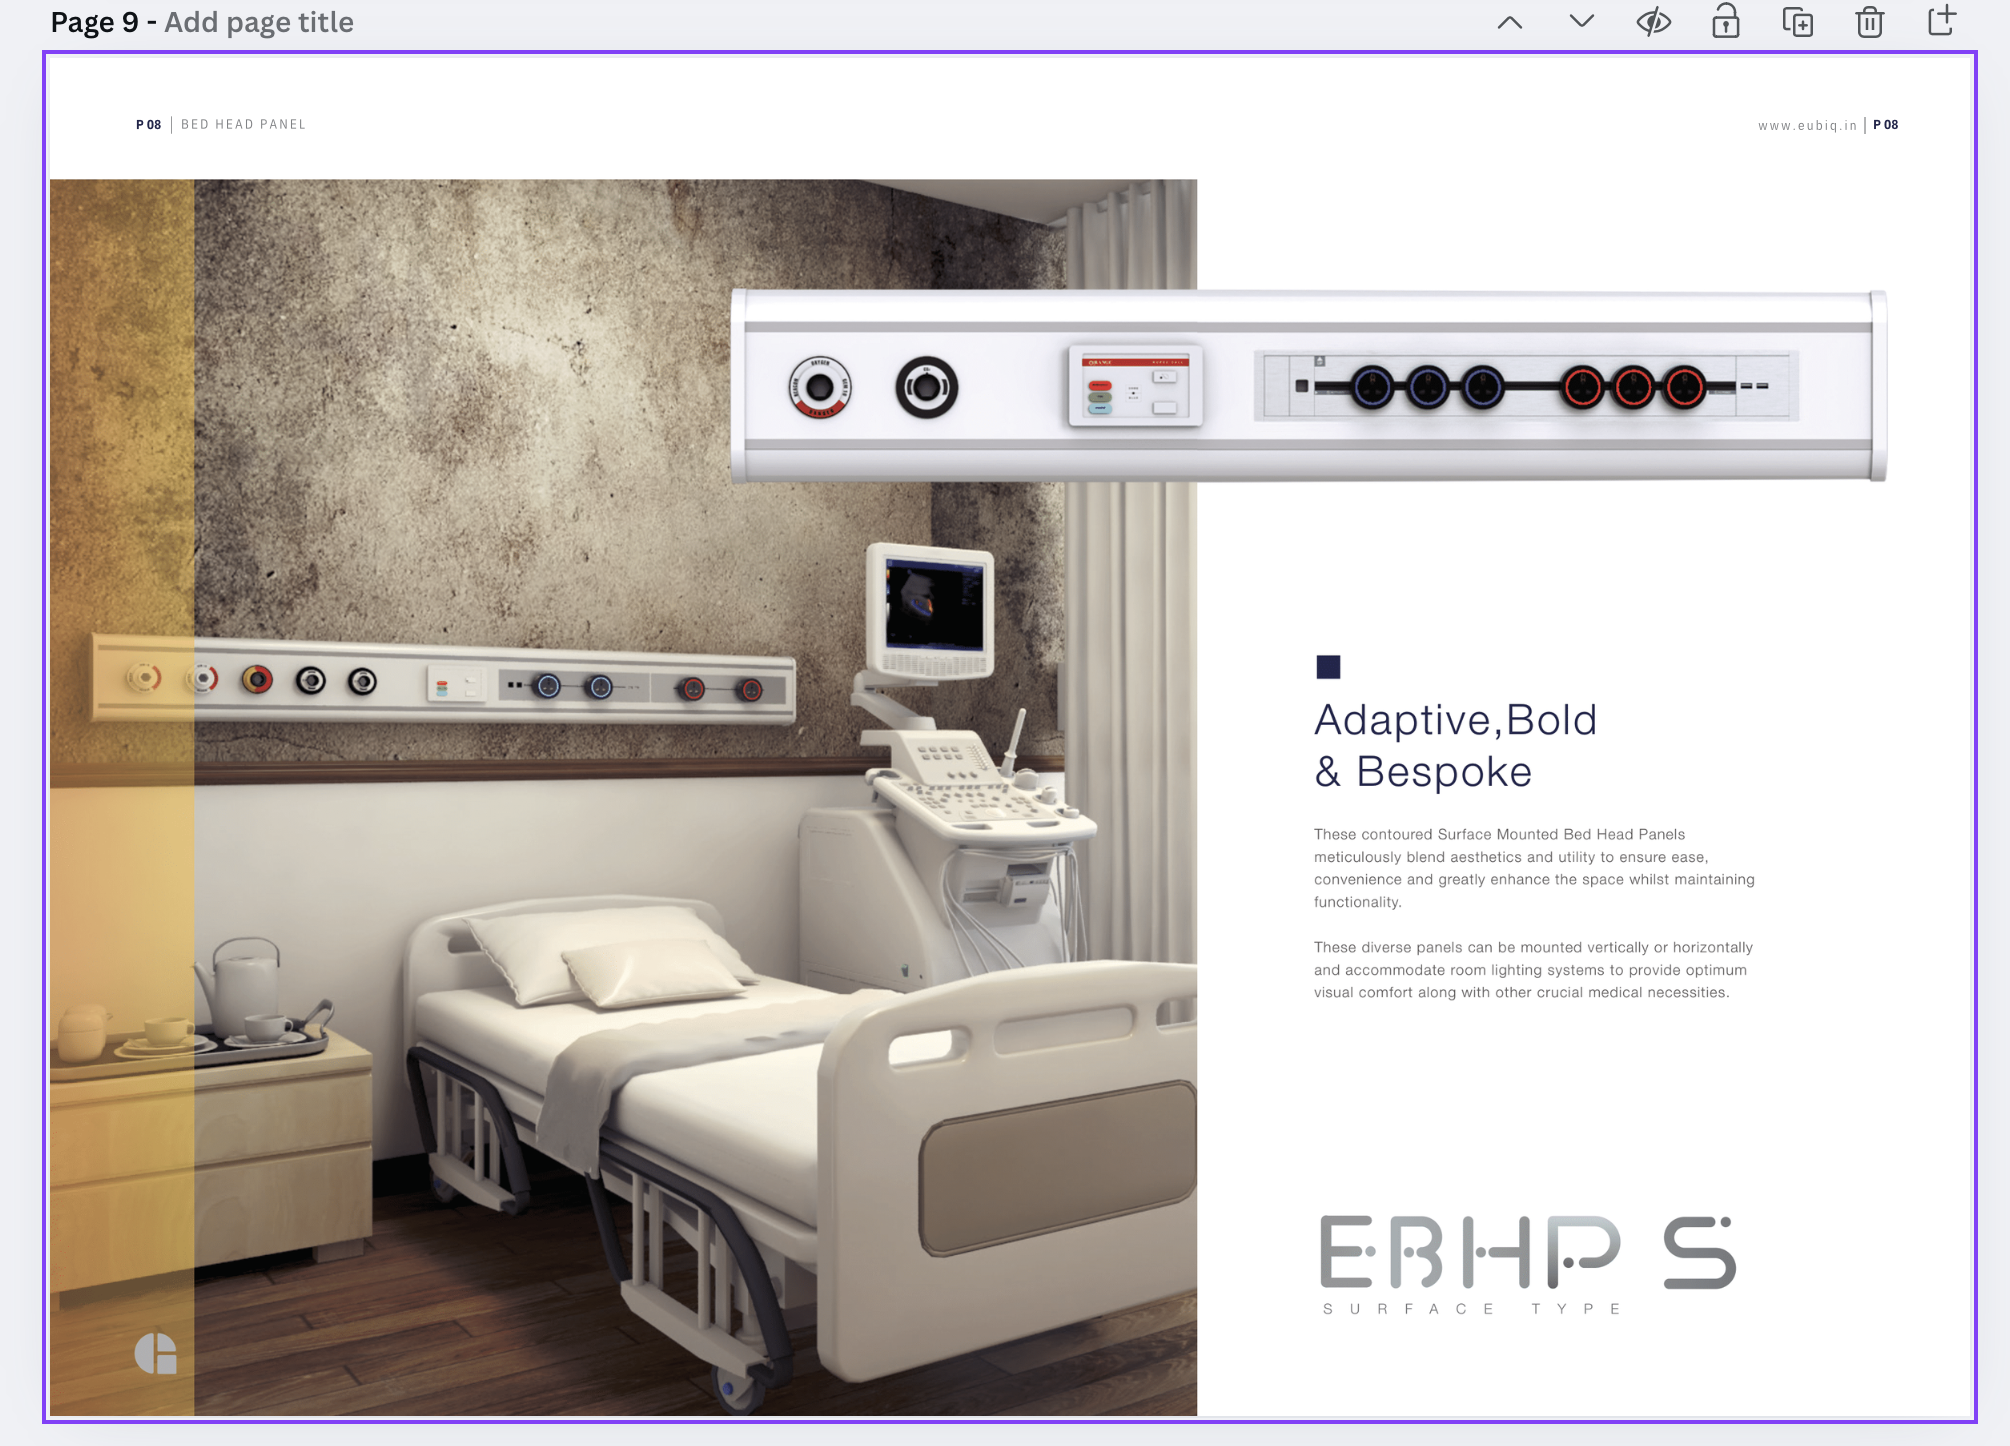 Page 9 - Add page title
P 08 | BED HEAD PANEL
www.eubiq.in | P 08
Adaptive,Bold
& Bespoke
These contoured Surface Mounted Bed Head Panels
meticulously blend aesthetics and utility to ensure ease,
convenience and greatly enhance the space whilst maintaining
functionality.
These diverse panels can be mounted vertically or horizontally
and accommodate room lighting systems to provide optimum
visual comfort along with other crucial medical necessities.
EBHP S
SURFACE TYPE